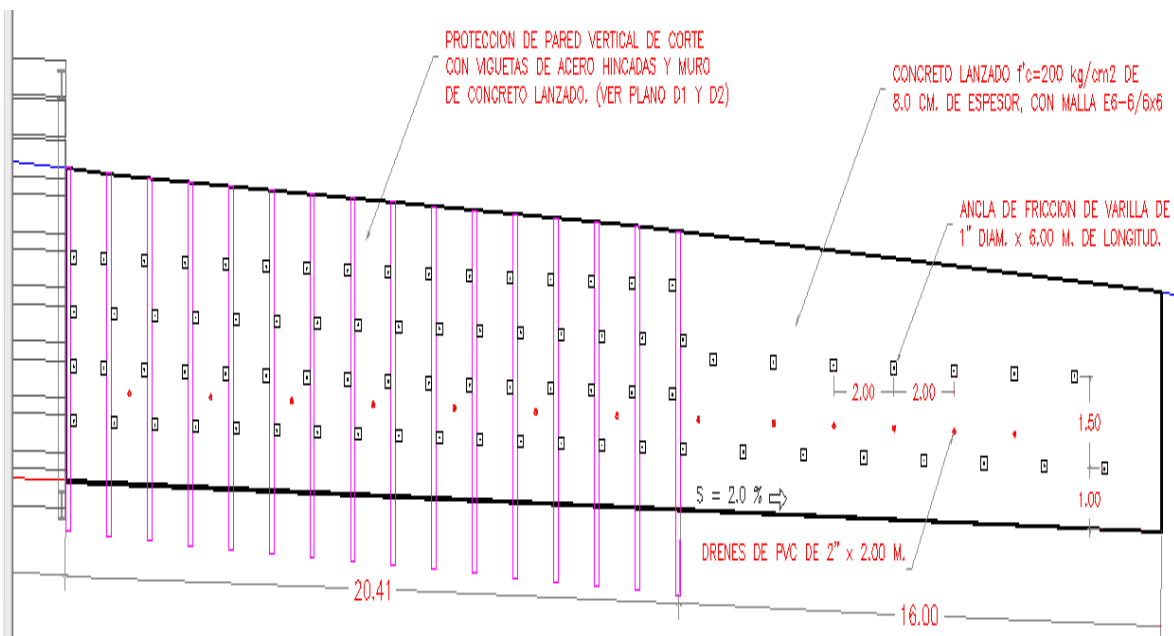 PROTECCION DE PARED VERTICAL DE CORTE
CON VIGUETAS DE ACERO HINCADAS Y MURO
DE CONCRETO LANZADO. (VER PLANO D1 Y D2)
CONCRETO LANZADO f'c=200 kg/cm2 DE
8.0 CM. DE ESPESOR, CON MALLA E6-6/6x6
ANCLA DE FRICCION DE VARILLA DE
1" DIAM. x 6.00 M. DE LONGITUD.
2.00
2.00
1.50
1.00
S = 2.0 %
DRENES DE PVC DE 2" x 2.00 M.
20.41
16.00